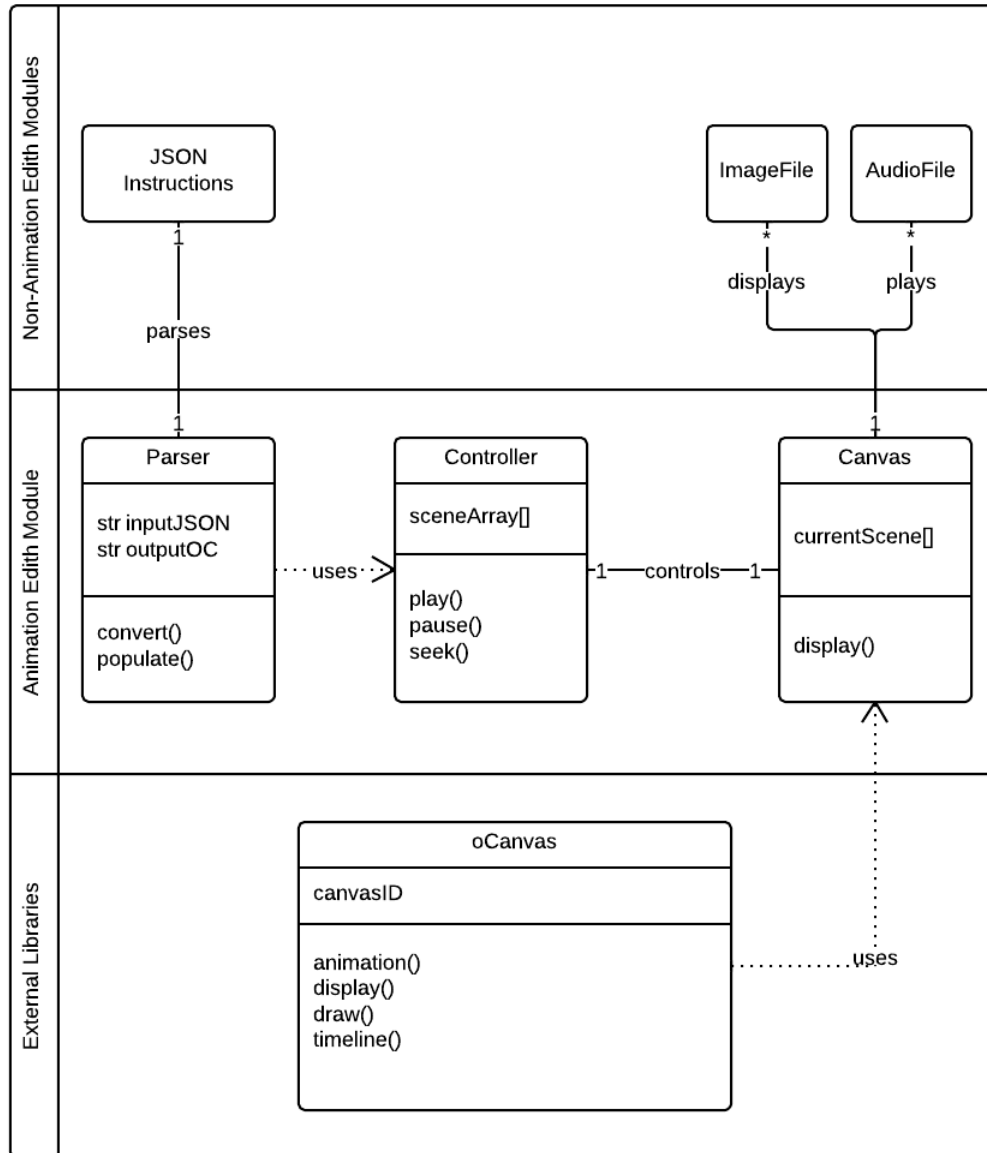 Non-Animation Edith Modules
JSON
Instructions
ImageFile
AudioFile
1
*
*
displays
plays
parses
1
1
Animation Edith Module
Parser
str inputJSON
str outputOC
convert()
populate()
uses
Controller
sceneArray[]
play()
pause()
seek()
1
controls
1
Canvas
currentScene[]
display()
External Libraries
oCanvas
canvasID
animation()
display()
draw()
timeline()
uses